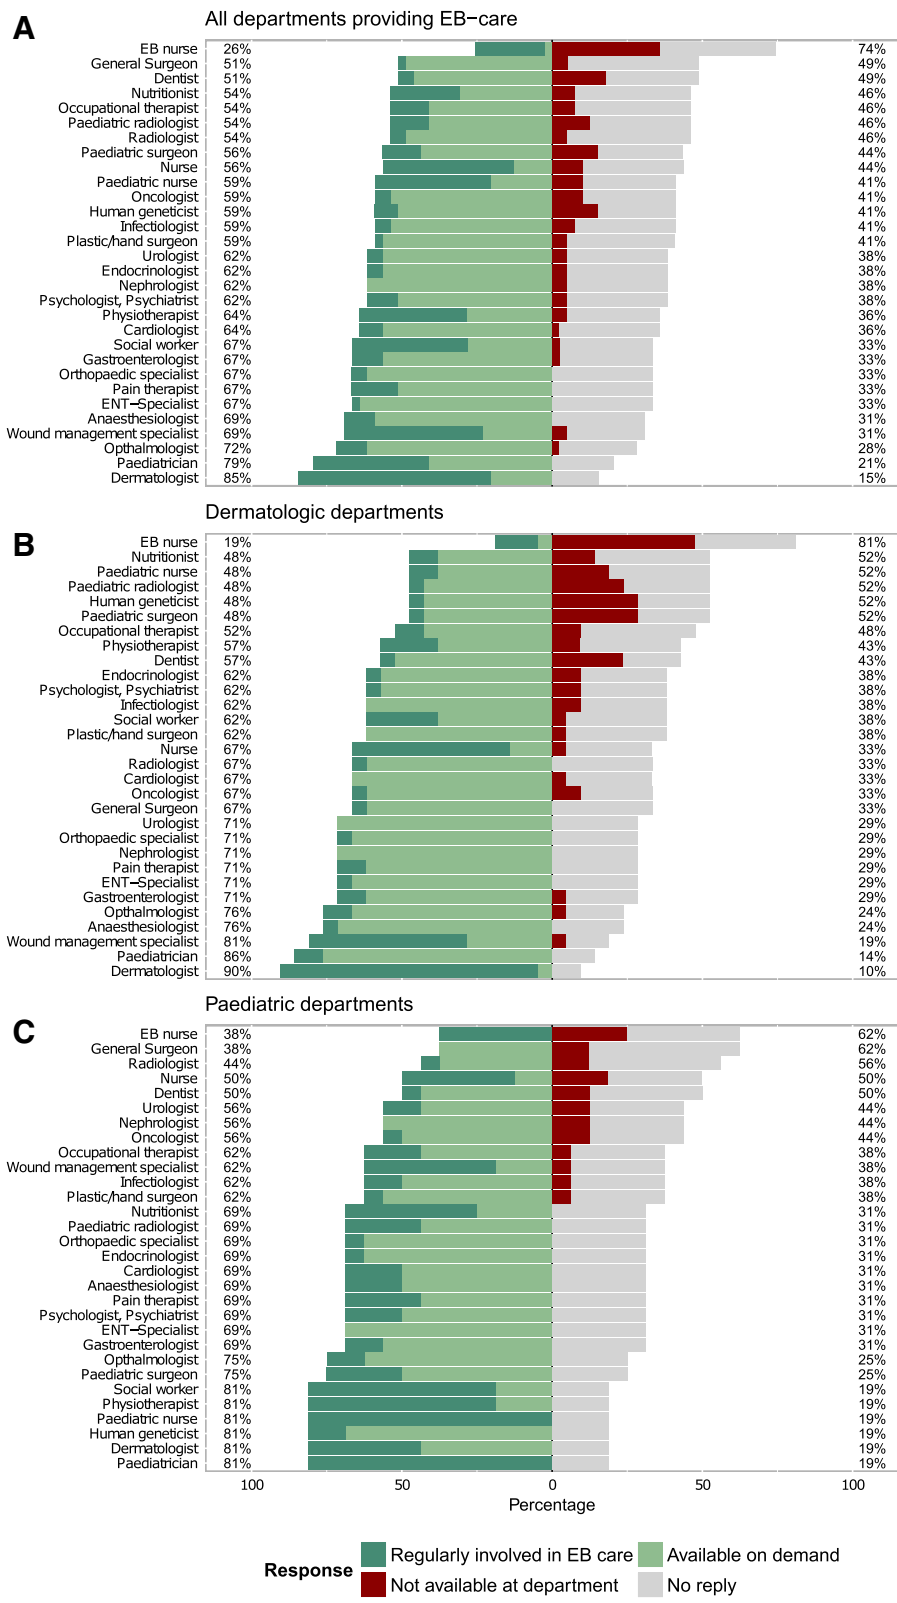 A All departments providing EB−care
EB nurse 26% 74%
General Surgeon 51% 49%
Dentist 51% 49%
Nutritionist 54% 46%
Occupational therapist 54% 46%
Paediatric radiologist 54% 46%
Radiologist 54% 46%
Paediatric surgeon 56% 44%
Nurse 56% 44%
Paediatric nurse 59% 41%
Oncologist 59% 41%
Human geneticist 59% 41%
Infectiologist 59% 41%
Plastic/hand surgeon 59% 41%
Urologist 62% 38%
Endocrinologist 62% 38%
Nephrologist 62% 38%
Psychologist, Psychiatrist 62% 38%
Physiotherapist 64% 36%
Cardiologist 64% 36%
Social worker 67% 33%
Gastroenterologist 67% 33%
Orthopaedic specialist 67% 33%
Pain therapist 67% 33%
ENT−Specialist 67% 33%
Anaesthesiologist 69% 31%
Wound management specialist 69% 31%
Opthalmologist 72% 28%
Paediatrician 79% 21%
Dermatologist 85% 15%
B Dermatologic departments
EB nurse 19% 81%
Nutritionist 48% 52%
Paediatric nurse 48% 52%
Paediatric radiologist 48% 52%
Human geneticist 48% 52%
Paediatric surgeon 48% 52%
Occupational therapist 52% 48%
Physiotherapist 57% 43%
Dentist 57% 43%
Endocrinologist 62% 38%
Psychologist, Psychiatrist 62% 38%
Infectiologist 62% 38%
Social worker 62% 38%
Plastic/hand surgeon 62% 38%
Nurse 67% 33%
Radiologist 67% 33%
Cardiologist 67% 33%
Oncologist 67% 33%
General Surgeon 67% 33%
Urologist 71% 29%
Orthopaedic specialist 71% 29%
Nephrologist 71% 29%
Pain therapist 71% 29%
ENT−Specialist 71% 29%
Gastroenterologist 71% 29%
Opthalmologist 76% 24%
Anaesthesiologist 76% 24%
Wound management specialist 81% 19%
Paediatrician 86% 14%
Dermatologist 90% 10%
C Paediatric departments
EB nurse 38% 62%
General Surgeon 38% 62%
Radiologist 44% 56%
Nurse 50% 50%
Dentist 50% 50%
Urologist 56% 44%
Nephrologist 56% 44%
Oncologist 56% 44%
Occupational therapist 62% 38%
Wound management specialist 62% 38%
Infectiologist 62% 38%
Plastic/hand surgeon 62% 38%
Nutritionist 69% 31%
Paediatric radiologist 69% 31%
Orthopaedic specialist 69% 31%
Endocrinologist 69% 31%
Cardiologist 69% 31%
Anaesthesiologist 69% 31%
Pain therapist 69% 31%
Psychologist, Psychiatrist 69% 31%
ENT−Specialist 69% 31%
Gastroenterologist 69% 31%
Opthalmologist 75% 25%
Paediatric surgeon 75% 25%
Social worker 81% 19%
Physiotherapist 81% 19%
Paediatric nurse 81% 19%
Human geneticist 81% 19%
Dermatologist 81% 19%
Paediatrician 81% 19%
100 50 0 50 100
Percentage
Response Regularly involved in EB care Available on demand
Not available at department No reply